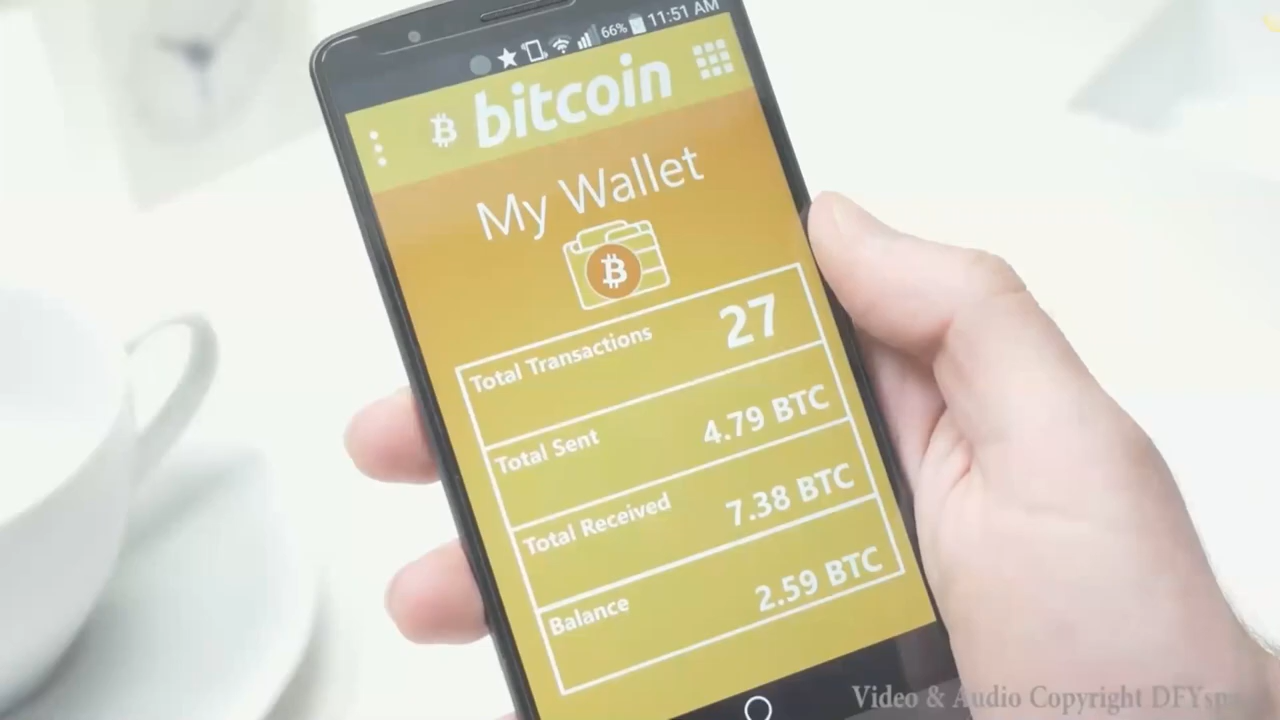 66% 11:51 AM
bitcoin
My Wallet
Total Transactions 27
Total Sent 4.79 BTC
Total Received 7.38 BTC
Balance 2.59 BTC
Video & Audio Copyright